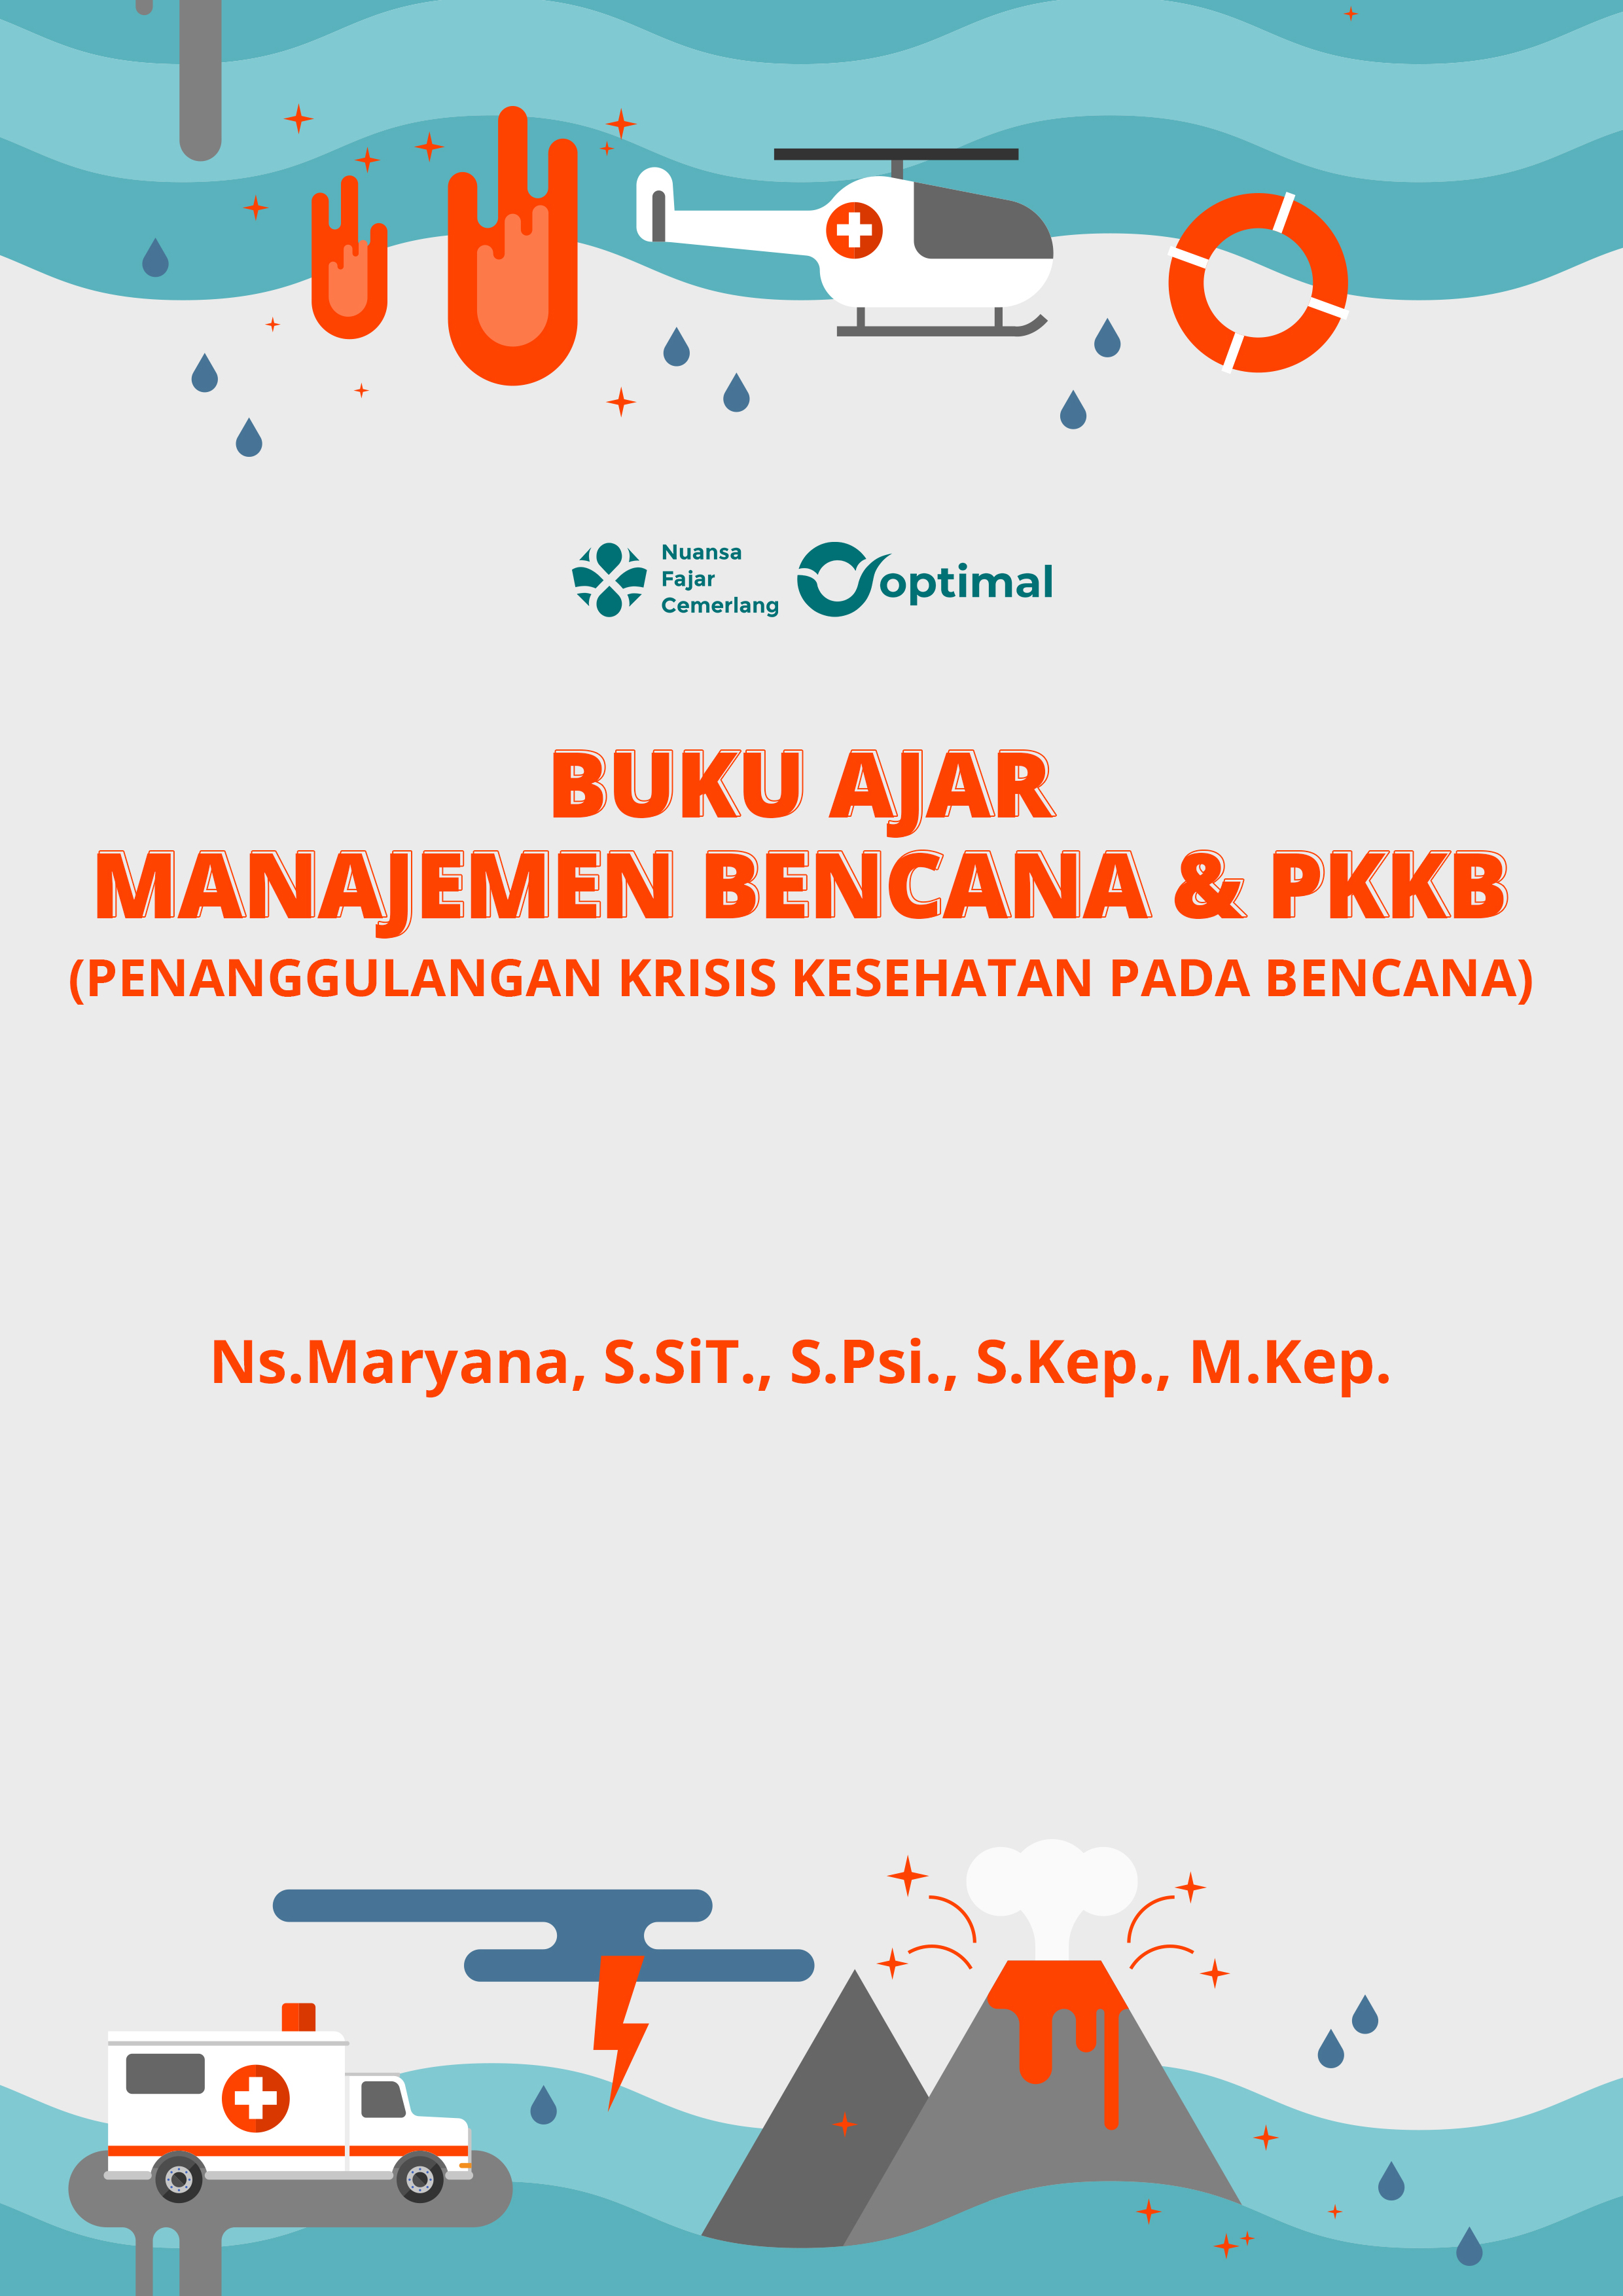 Nuansa
Fajar
Cemerlang
optimal
BUKU AJAR
MANAJEMEN BENCANA & PKKB
(PENANGGULANGAN KRISIS KESEHATAN PADA BENCANA)
Ns.Maryana, S.SiT., S.Psi., S.Kep., M.Kep.